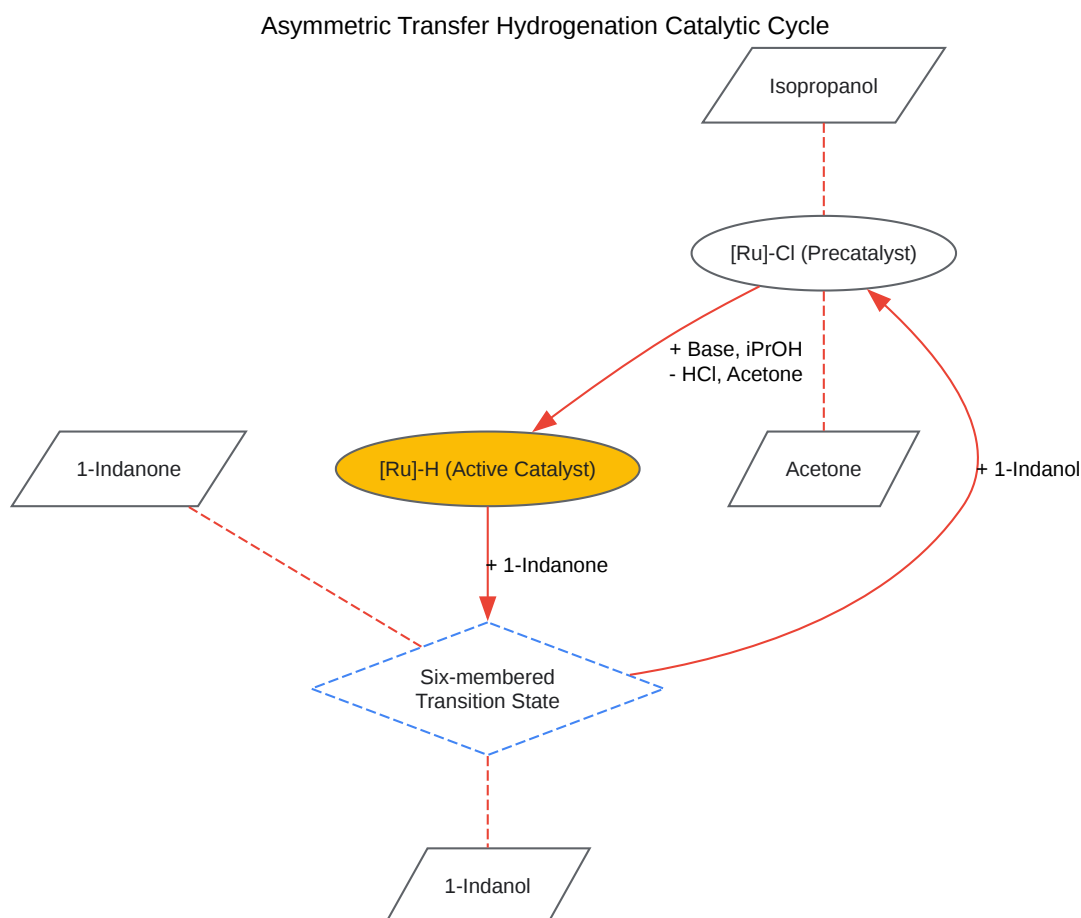 Asymmetric Transfer Hydrogenation Catalytic Cycle
Isopropanol
[Ru]-Cl (Precatalyst)
+ Base, iPrOH
- HCl, Acetone
1-Indanone
[Ru]-H (Active Catalyst)
Acetone
+ 1-Indanol
+ 1-Indanone
Six-membered
Transition State
1-Indanol